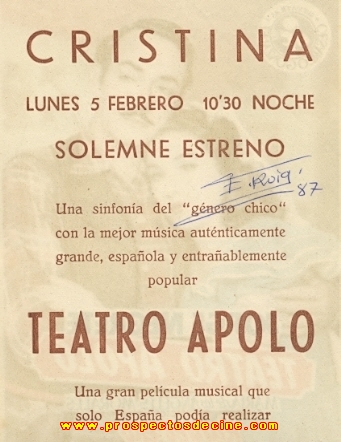 CRISTINA
LUNES 5 FEBRERO 10'30 NOCHE
SOLEMNE ESTRENO
E. Roig 87
Una sinfonía del "género chico"
con la mejor música auténticamente
grande, española y entrañablemente
popular
TEATRO APOLO
Una gran película musical que
solo España podía realizar
www.prospectosdecine.com